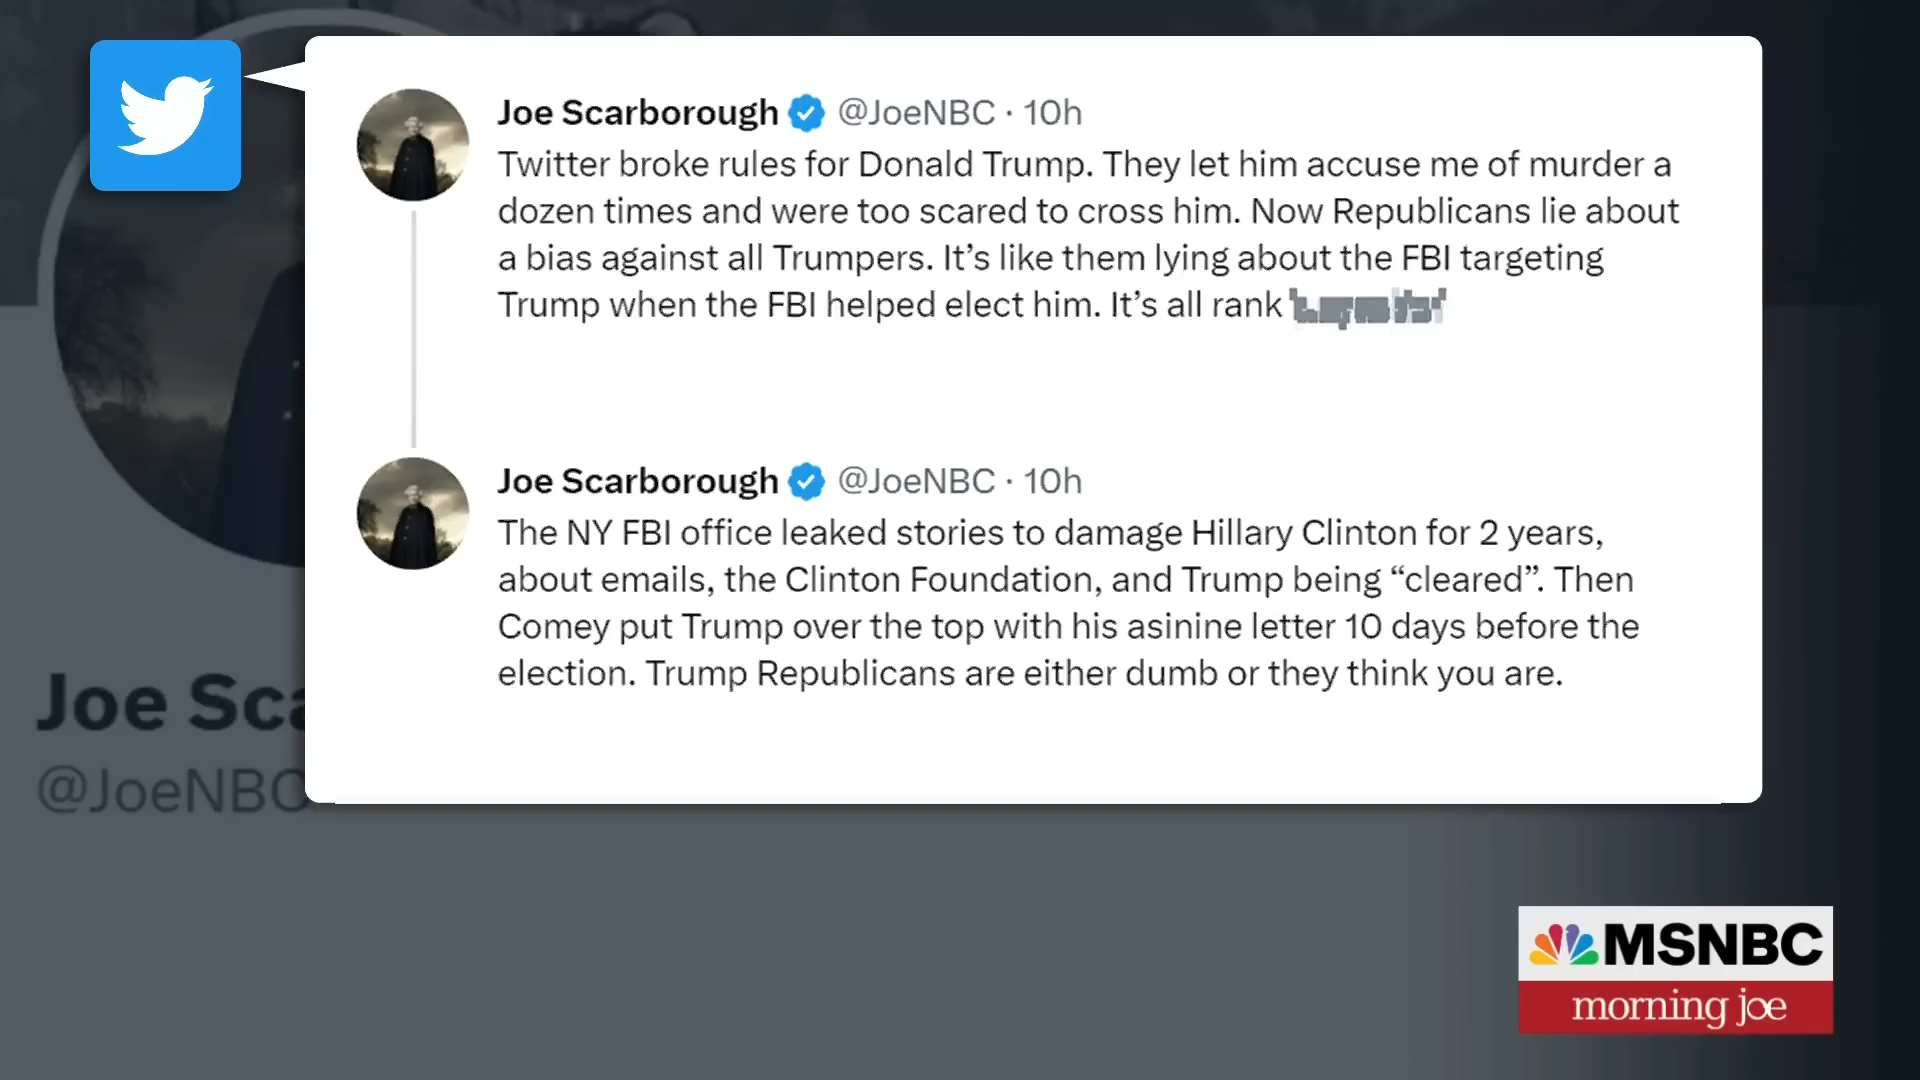 Joe Scarborough @JoeNBC · 10h
Twitter broke rules for Donald Trump. They let him accuse me of murder a
dozen times and were too scared to cross him. Now Republicans lie about
a bias against all Trumpers. It’s like them lying about the FBI targeting
Trump when the FBI helped elect him. It’s all rank
Joe Scarborough @JoeNBC · 10h
The NY FBI office leaked stories to damage Hillary Clinton for 2 years,
about emails, the Clinton Foundation, and Trump being “cleared”. Then
Comey put Trump over the top with his asinine letter 10 days before the
election. Trump Republicans are either dumb or they think you are.
Joe Sca
@JoeNBC
MSNBC
morning joe